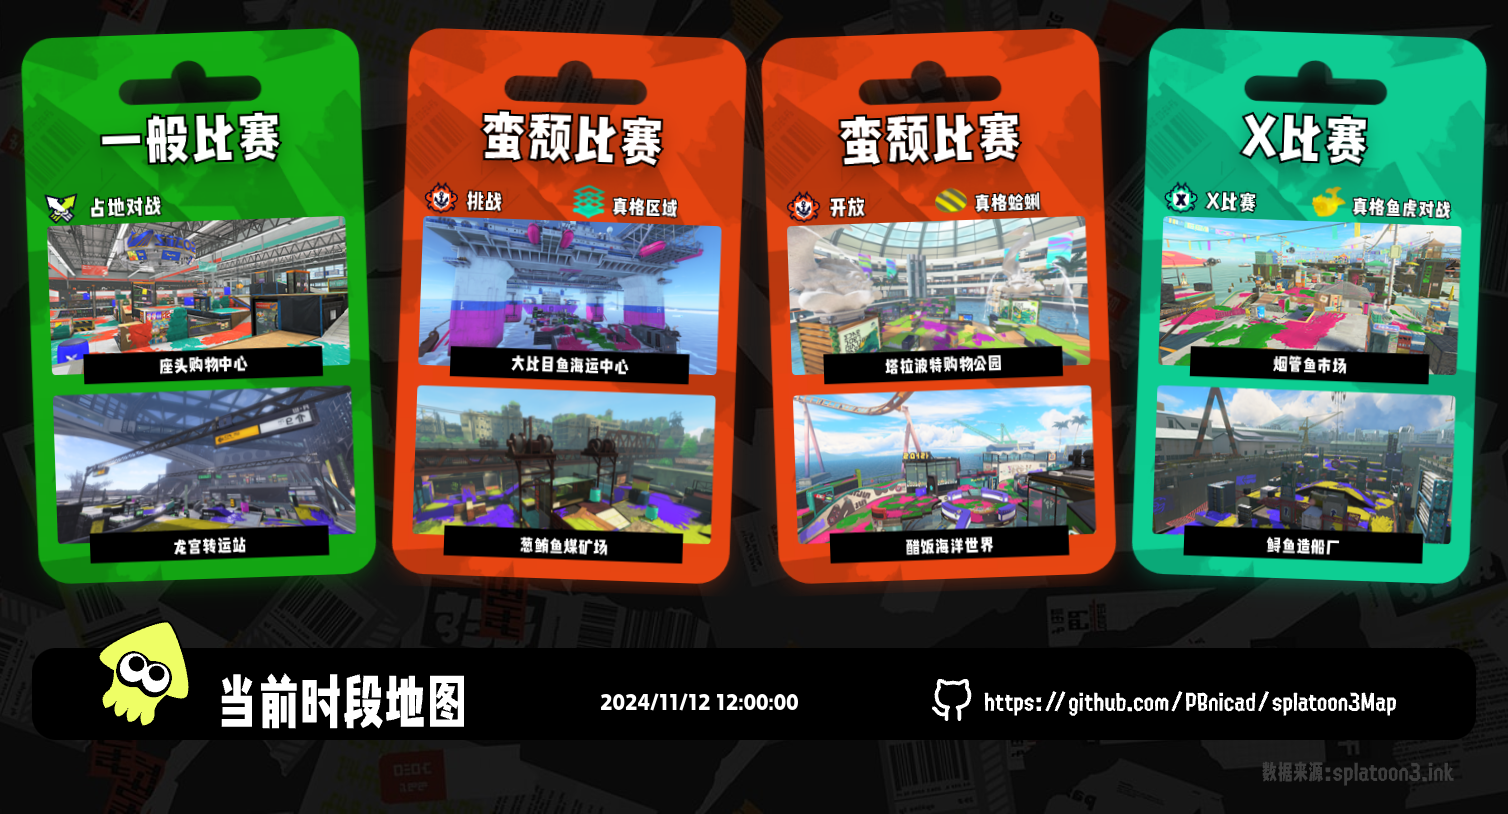 一般比赛
占地对战
座头购物中心
龙宫转运站
蛮颓比赛
挑战
真格区域
大比目鱼海运中心
葱鲔鱼煤矿场
蛮颓比赛
开放
真格蛤蜊
塔拉波特购物公园
醋饭海洋世界
X比赛
X比赛
真格鱼虎对战
烟管鱼市场
鲟鱼造船厂
当前时段地图
2024/11/12 12:00:00
https://github.com/PBnicad/splatoon3Map
数据来源:splatoon3.ink